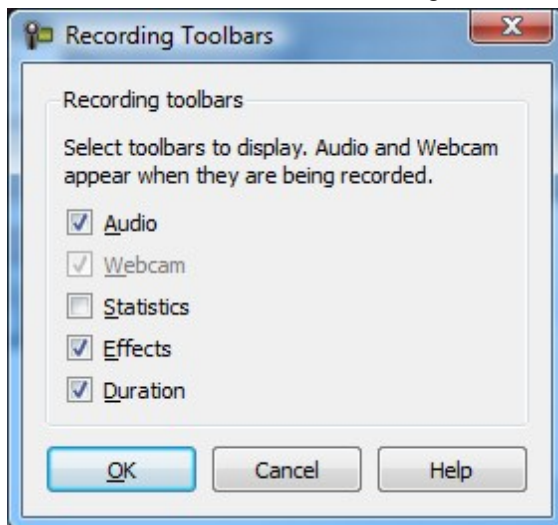 Recording Toolbars
Recording toolbars
Select toolbars to display. Audio and Webcam
appear when they are being recorded.
Audio
Webcam
Statistics
Effects
Duration
OK Cancel Help